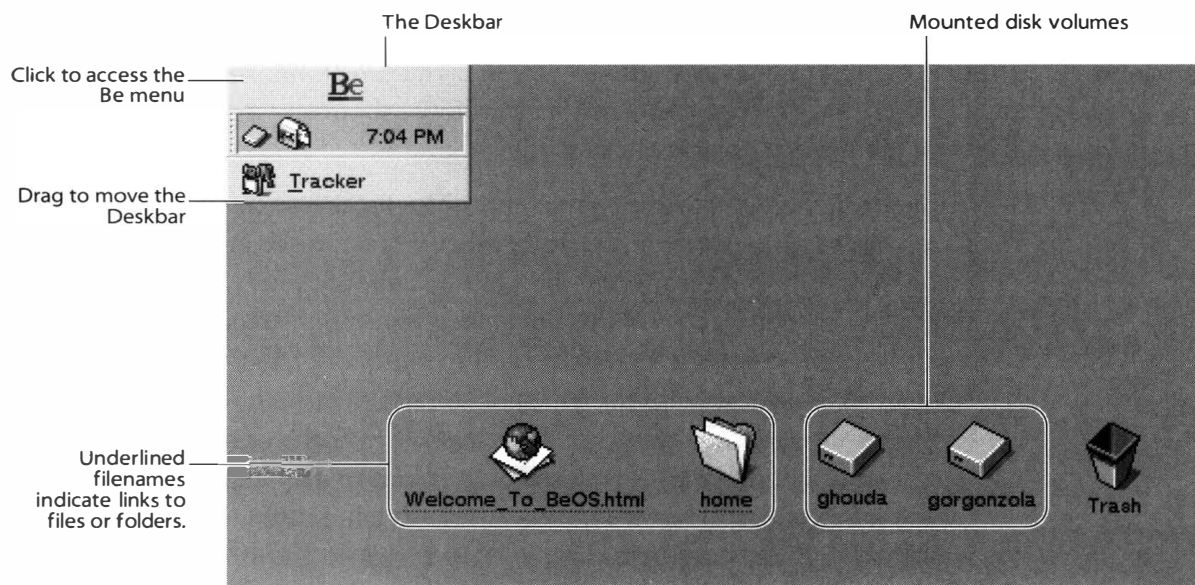 The Deskbar
Mounted disk volumes
Click to access the
Be menu
Be
7:04 PM
Tracker
Drag to move the
Deskbar
Underlined
filenames
indicate links to
files or folders.
Welcome_To_BeOS.html
home
ghouda
gorgonzola
Trash